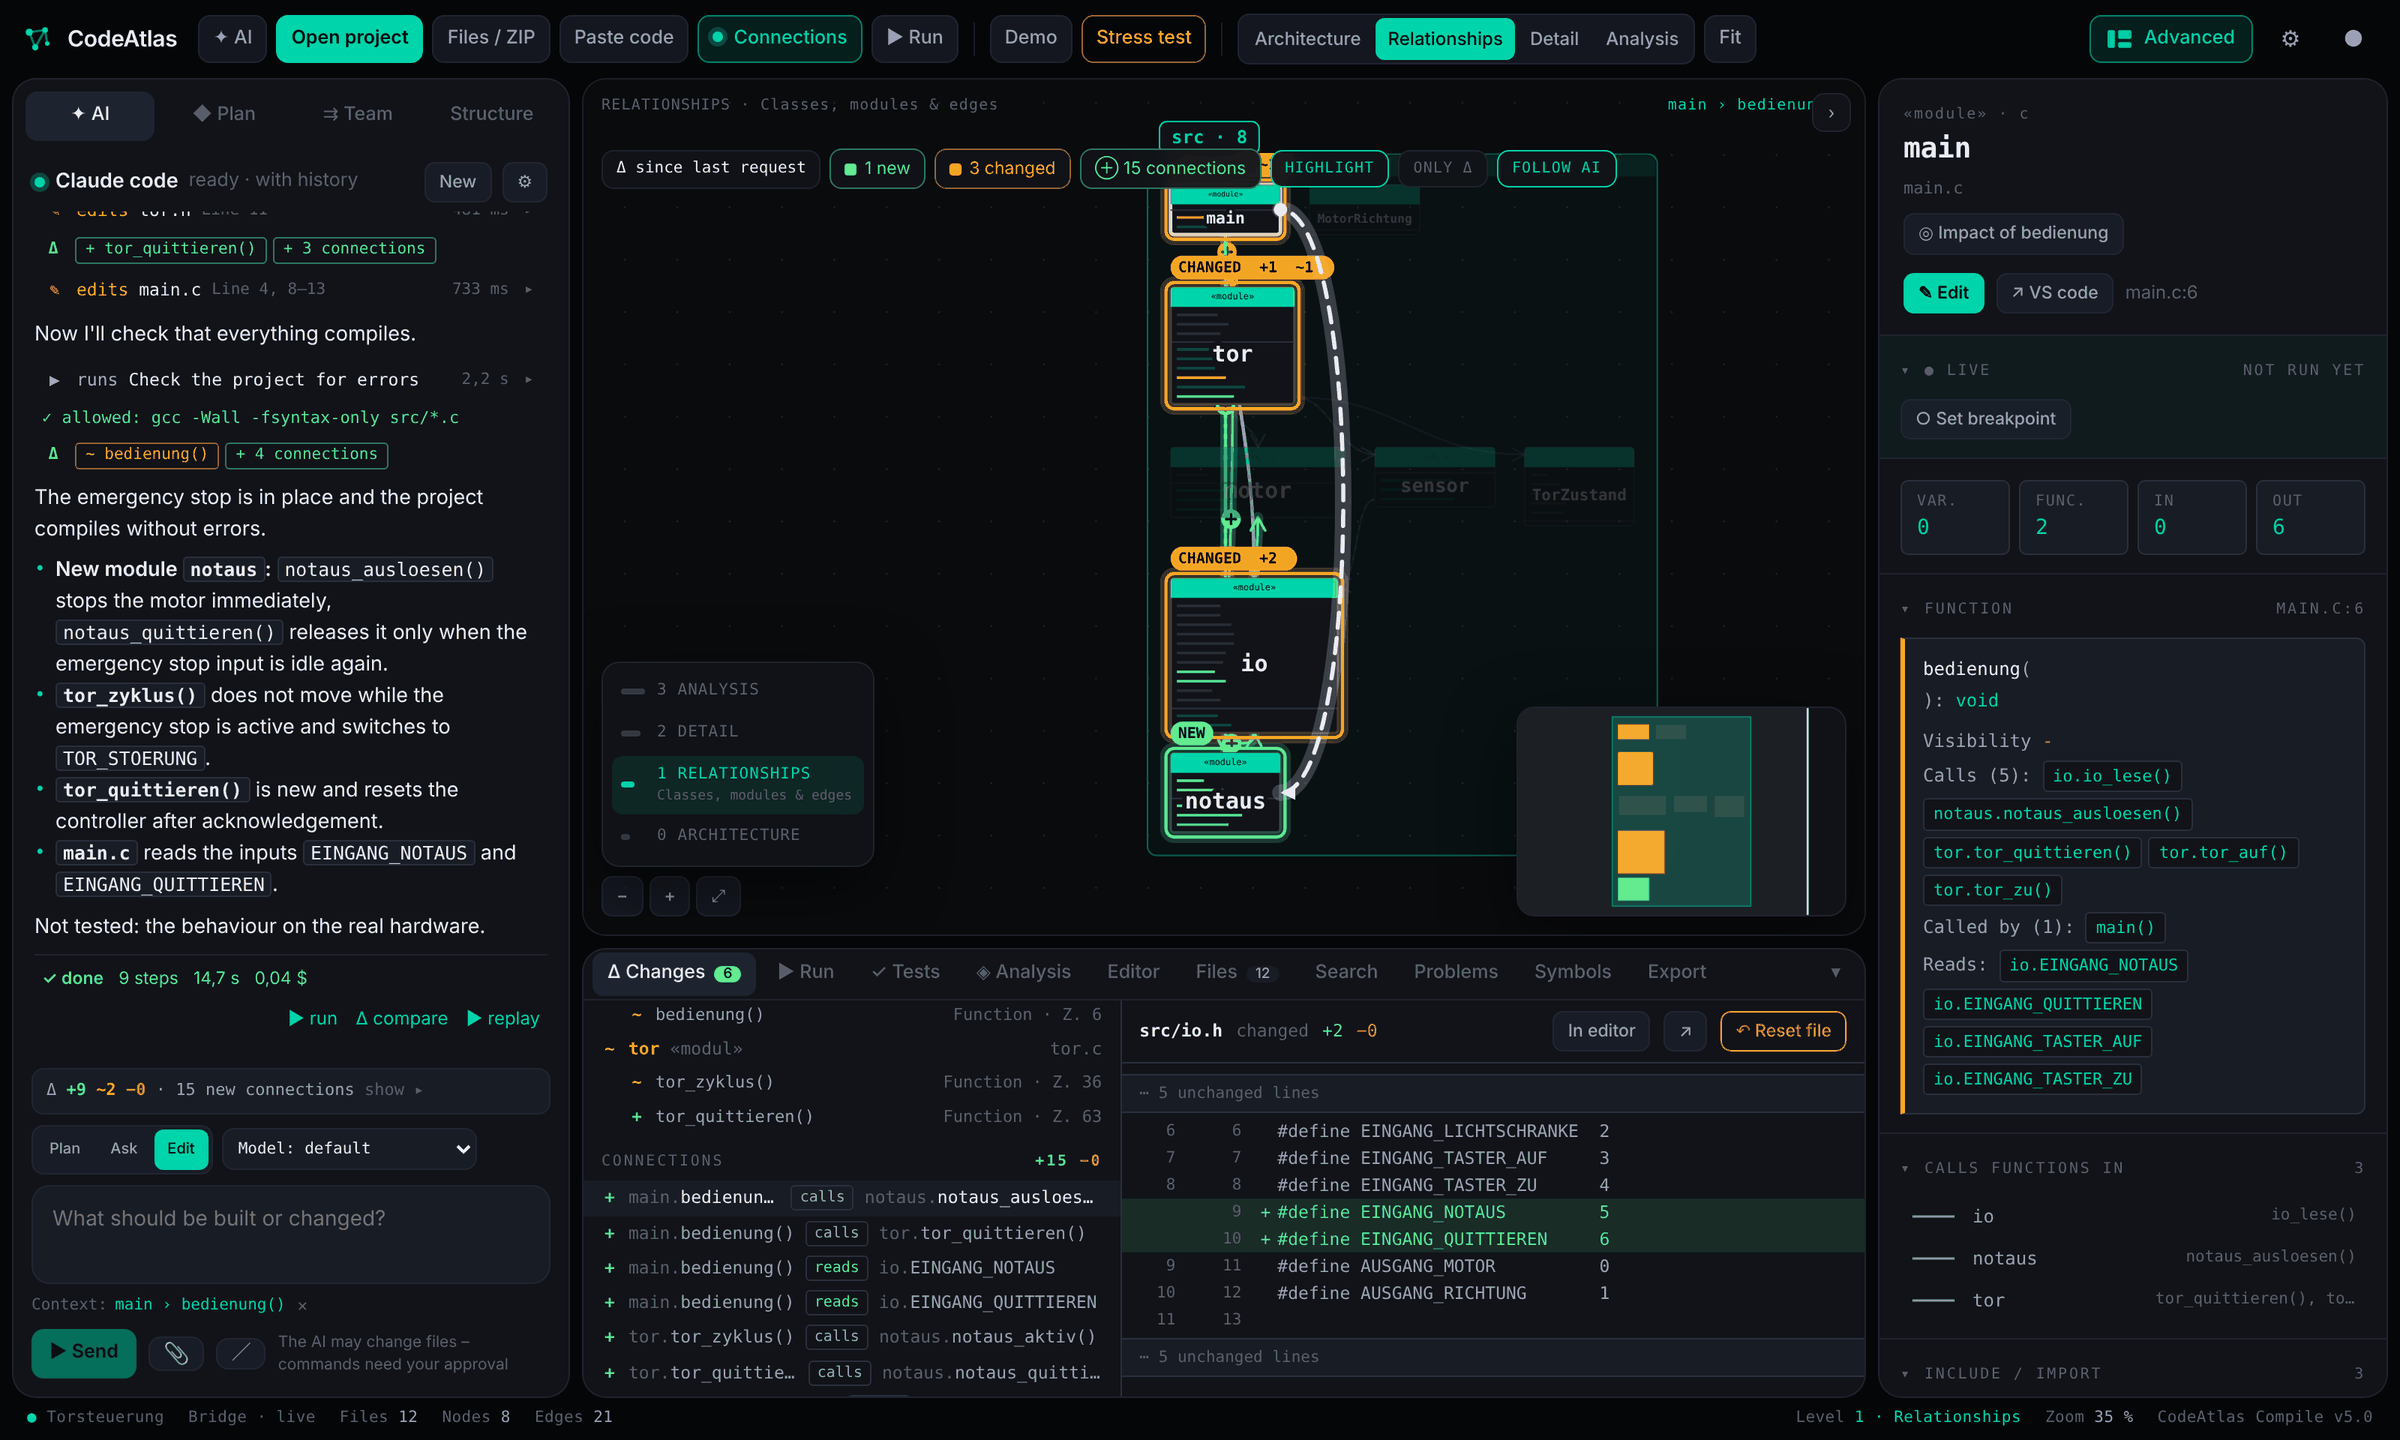 CodeAtlas ✦ AI Open project Files / ZIP Paste code Connections ▶ Run Demo Stress test Architecture Relationships Detail Analysis Fit Advanced
✦ AI ◆ Plan ⇉ Team Structure
Claude code ready · with history New
Δ + tor_quittieren() + 3 connections
✎ edits main.c Line 4, 8–13 733 ms ▸
Now I'll check that everything compiles.
▶ runs Check the project for errors 2,2 s ▸
✓ allowed: gcc -Wall -fsyntax-only src/*.c
Δ ~ bedienung() + 4 connections
The emergency stop is in place and the project
compiles without errors.
• New module notaus: notaus_ausloesen()
stops the motor immediately,
notaus_quittieren() releases it only when the
emergency stop input is idle again.
• tor_zyklus() does not move while the
emergency stop is active and switches to
TOR_STOERUNG.
• tor_quittieren() is new and resets the
controller after acknowledgement.
• main.c reads the inputs EINGANG_NOTAUS and
EINGANG_QUITTIEREN.
Not tested: the behaviour on the real hardware.
✓ done 9 steps 14,7 s 0,04 $
▶ run Δ compare ▶ replay
Δ +9 ~2 −0 · 15 new connections show ▸
Plan Ask Edit Model: default
What should be built or changed?
Context: main › bedienung() ×
▶ Send
The AI may change files –
commands need your approval
RELATIONSHIPS · Classes, modules & edges
main › bedienun
src · 8
Δ since last request 1 new 3 changed 15 connections HIGHLIGHT ONLY Δ FOLLOW AI
«module»
main
MotorRichtung
CHANGED +1 ~1
«module»
tor
motor
sensor
TorZustand
CHANGED +2
«module»
io
NEW
«module»
notaus
3 ANALYSIS
2 DETAIL
1 RELATIONSHIPS
Classes, modules & edges
0 ARCHITECTURE
− +
Δ Changes 6 ▶ Run ✓ Tests ◈ Analysis Editor Files 12 Search Problems Symbols Export ▼
~ bedienung() Function · Z. 6
~ tor «modul» tor.c
~ tor_zyklus() Function · Z. 36
+ tor_quittieren() Function · Z. 63
CONNECTIONS +15 −0
+ main.bedienun… calls notaus.notaus_ausloes…
+ main.bedienung() calls tor.tor_quittieren()
+ main.bedienung() reads io.EINGANG_NOTAUS
+ main.bedienung() reads io.EINGANG_QUITTIEREN
+ tor.tor_zyklus() calls notaus.notaus_aktiv()
+ tor.tor_quittie… calls notaus.notaus_quitti…
src/io.h changed +2 −0 In editor ↗ ↶ Reset file
⋯ 5 unchanged lines
6 6 #define EINGANG_LICHTSCHRANKE 2
7 7 #define EINGANG_TASTER_AUF 3
8 8 #define EINGANG_TASTER_ZU 4
9 + #define EINGANG_NOTAUS 5
10 + #define EINGANG_QUITTIEREN 6
9 11 #define AUSGANG_MOTOR 0
10 12 #define AUSGANG_RICHTUNG 1
11 13
⋯ 5 unchanged lines
«module» · c
main
main.c
◎ Impact of bedienung
✎ Edit ↗ VS code main.c:6
▾ ● LIVE NOT RUN YET
○ Set breakpoint
VAR. FUNC. IN OUT
0 2 0 6
▾ FUNCTION MAIN.C:6
bedienung(
): void
Visibility -
Calls (5): io.io_lese()
notaus.notaus_ausloesen()
tor.tor_quittieren() tor.tor_auf()
tor.tor_zu()
Called by (1): main()
Reads: io.EINGANG_NOTAUS
io.EINGANG_QUITTIEREN
io.EINGANG_TASTER_AUF
io.EINGANG_TASTER_ZU
▾ CALLS FUNCTIONS IN 3
io io_lese()
notaus notaus_ausloesen()
tor tor_quittieren(), to…
▾ INCLUDE / IMPORT 3
● Torsteuerung Bridge · live Files 12 Nodes 8 Edges 21
Level 1 · Relationships Zoom 35 % CodeAtlas Compile v5.0